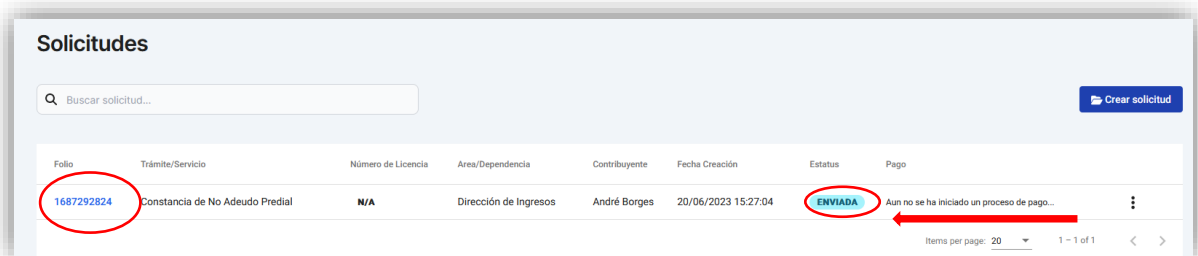 Solicitudes
Buscar solicitud...
Crear solicitud
Folio Trámite/Servicio Número de Licencia Area/Dependencia Contribuyente Fecha Creación Estatus Pago
1687292824 Constancia de No Adeudo Predial N/A Dirección de Ingresos André Borges 20/06/2023 15:27:04 ENVIADA Aun no se ha iniciado un proceso de pago...
Items per page: 20 1 – 1 of 1